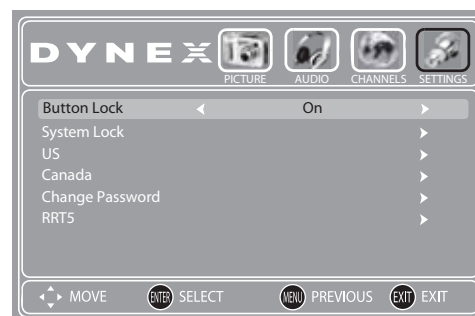 DYNEX
PICTURE AUDIO CHANNELS SETTINGS
Button Lock On
System Lock
US
Canada
Change Password
RRT5
MOVE ENTER SELECT MENU PREVIOUS EXIT EXIT